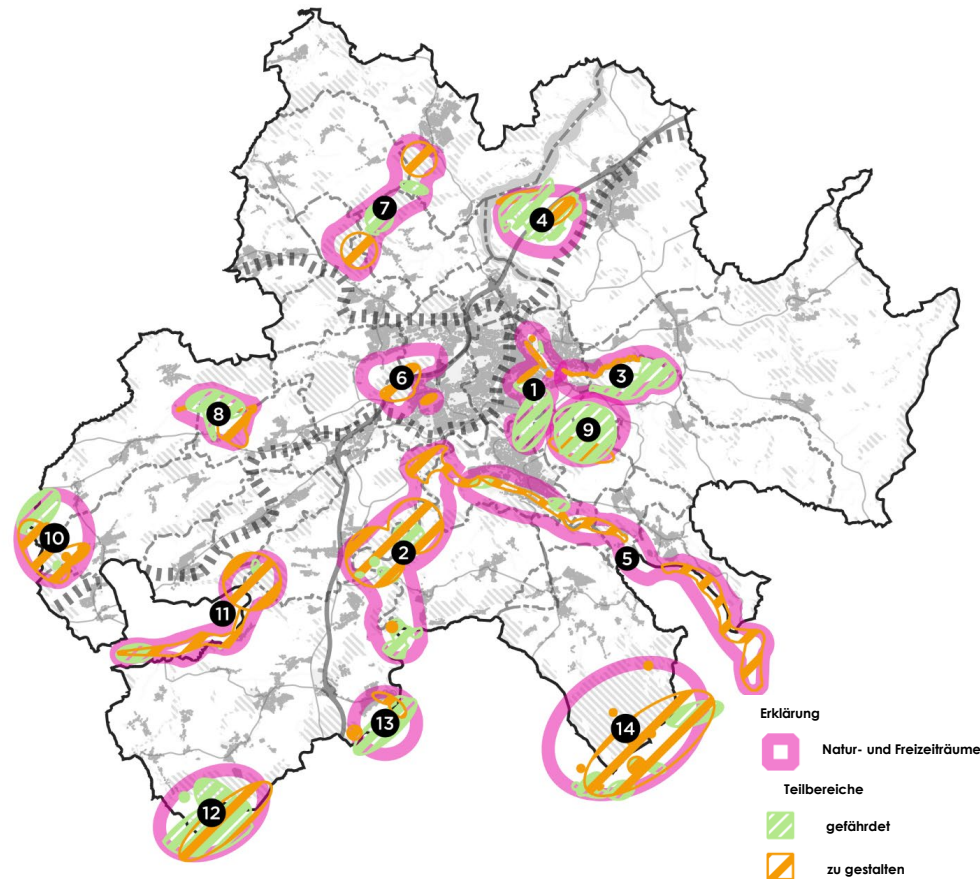 7
4
6
1
3
8
9
10
2
5
11
13
14
12
Erklärung
Natur- und Freizeiträume
Teilbereiche
gefährdet
zu gestalten